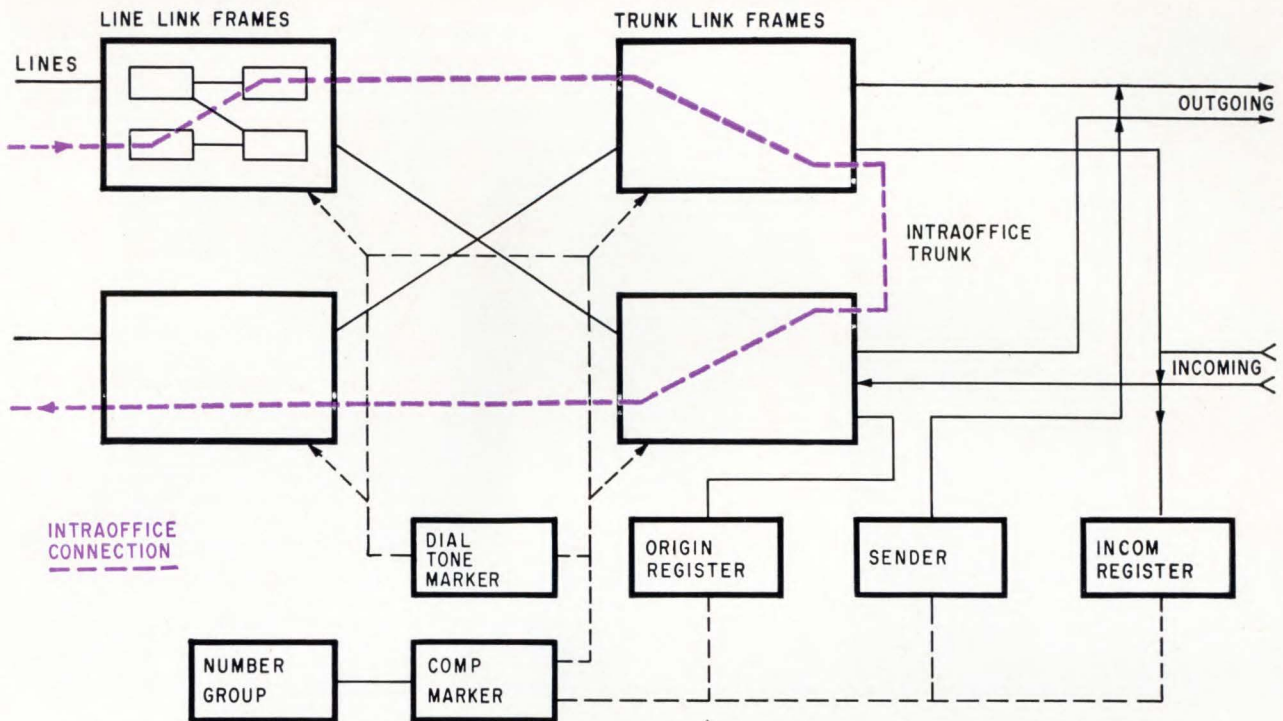 LINE LINK FRAMES
TRUNK LINK FRAMES
LINES
OUTGOING
INTRAOFFICE
TRUNK
INCOMING
INTRAOFFICE
CONNECTION
DIAL
TONE
MARKER
ORIGIN
REGISTER
SENDER
INCOM
REGISTER
NUMBER
GROUP
COMP
MARKER